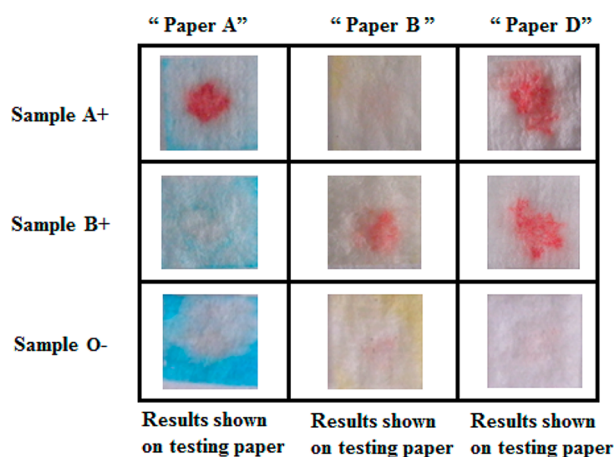 “ Paper A” “ Paper B” “ Paper D”
Sample A+
Sample B+
Sample O-
Results shown Results shown Results shown
on testing paper on testing paper on testing paper